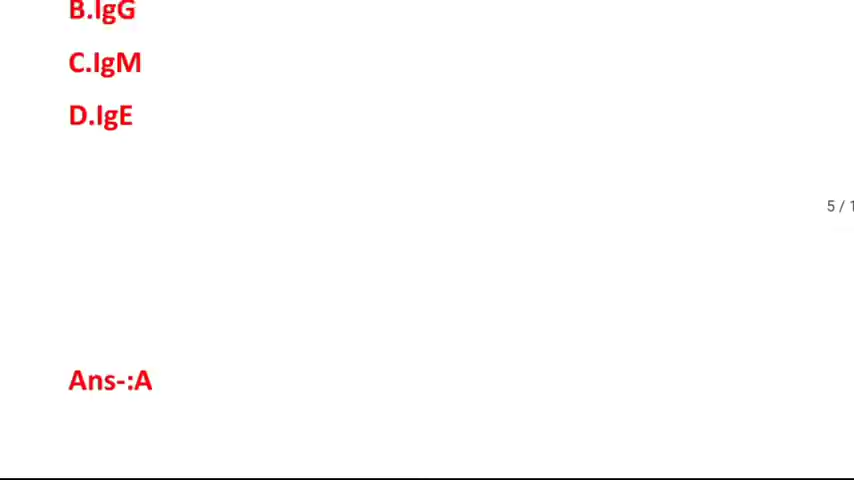 B.IgG
C.IgM
D.IgE
5 / 1
Ans-:A